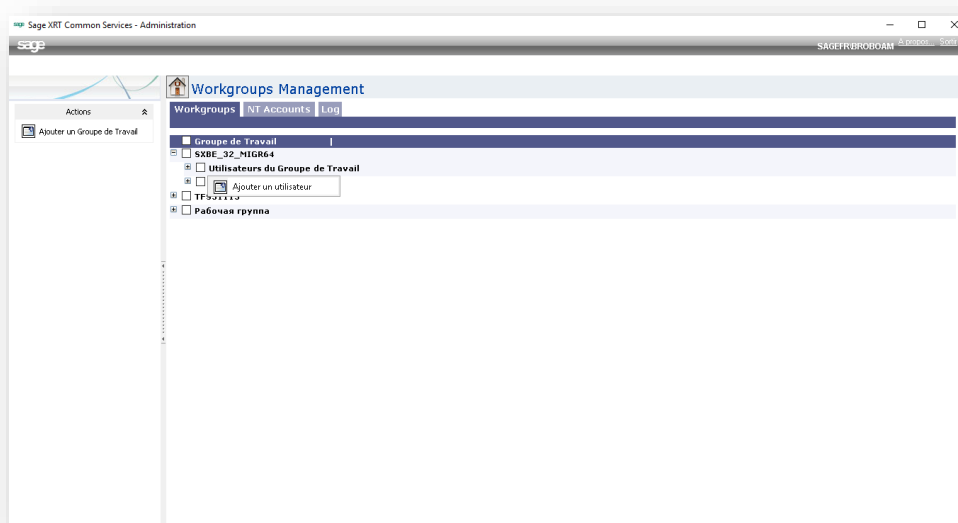 sage Sage XRT Common Services - Administration
sage
SAGEFR\BROBOAM A propos...
Workgroups Management
Actions
Ajouter un Groupe de Travail
Workgroups NT Accounts Log
Groupe de Travail
SXBE_32_MIGR64
Utilisateurs du Groupe de Travail
Ajouter un utilisateur
Рабочая группа